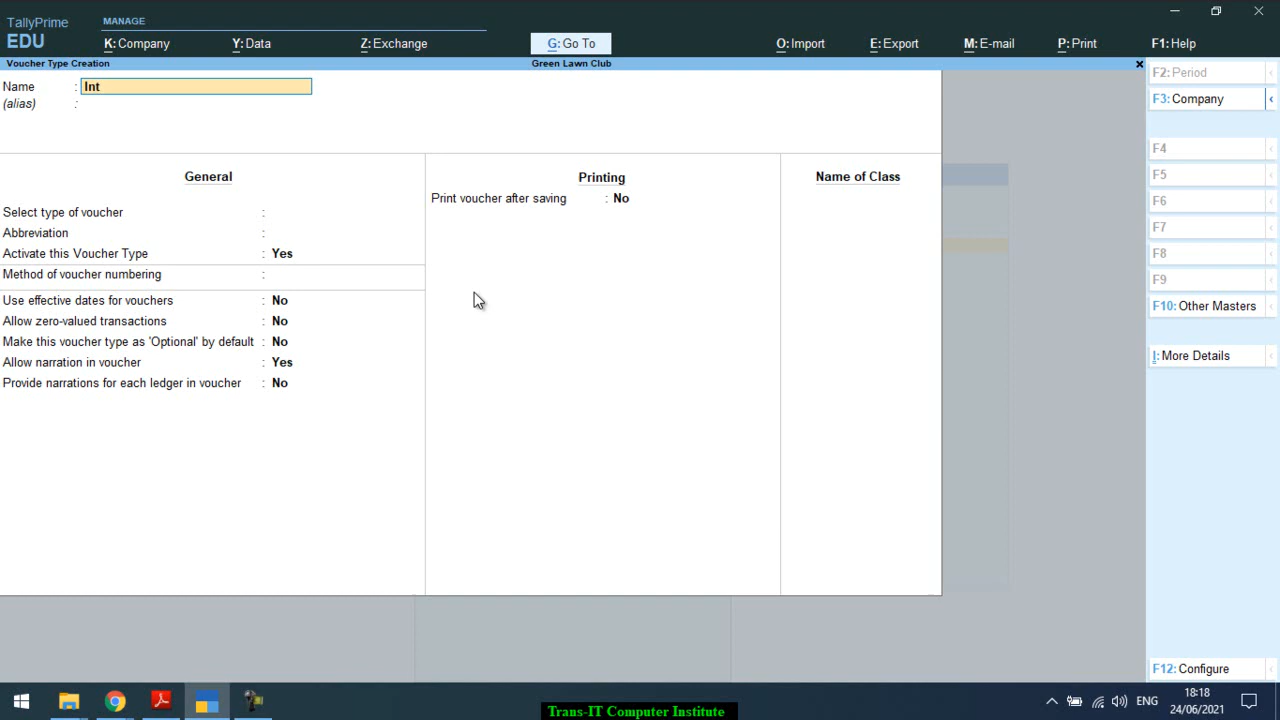 TallyPrime
MANAGE
EDU
K: Company
Y: Data
Z: Exchange
G: Go To
O: Import
E: Export
M: E-mail
P: Print
F1: Help
Voucher Type Creation
Green Lawn Club
×
Name : Int
(alias) :
General
Select type of voucher :
Abbreviation :
Activate this Voucher Type : Yes
Method of voucher numbering :
Use effective dates for vouchers : No
Allow zero-valued transactions : No
Make this voucher type as 'Optional' by default : No
Allow narration in voucher : Yes
Provide narrations for each ledger in voucher : No
Printing
Print voucher after saving : No
Name of Class
F2: Period
F3: Company
F4
F5
F6
F7
F8
F9
F10: Other Masters
I: More Details
F12: Configure
ENG
18:18
24/06/2021
Trans-IT Computer Institute